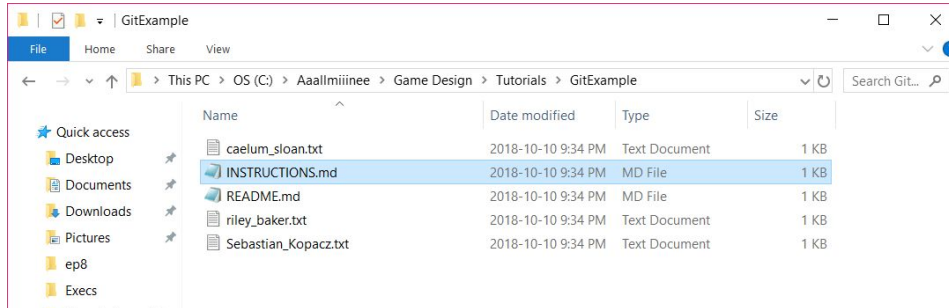 GitExample
File Home Share View
This PC > OS (C:) > Aaallmiiinee > Game Design > Tutorials > GitExample
Search Git...
Name Date modified Type Size
Quick access
Desktop
Documents
Downloads
Pictures
ep8
Execs
caelum_sloan.txt 2018-10-10 9:34 PM Text Document 1 KB
INSTRUCTIONS.md 2018-10-10 9:34 PM MD File 1 KB
README.md 2018-10-10 9:34 PM MD File 1 KB
riley_baker.txt 2018-10-10 9:34 PM Text Document 1 KB
Sebastian_Kopacz.txt 2018-10-10 9:34 PM Text Document 1 KB